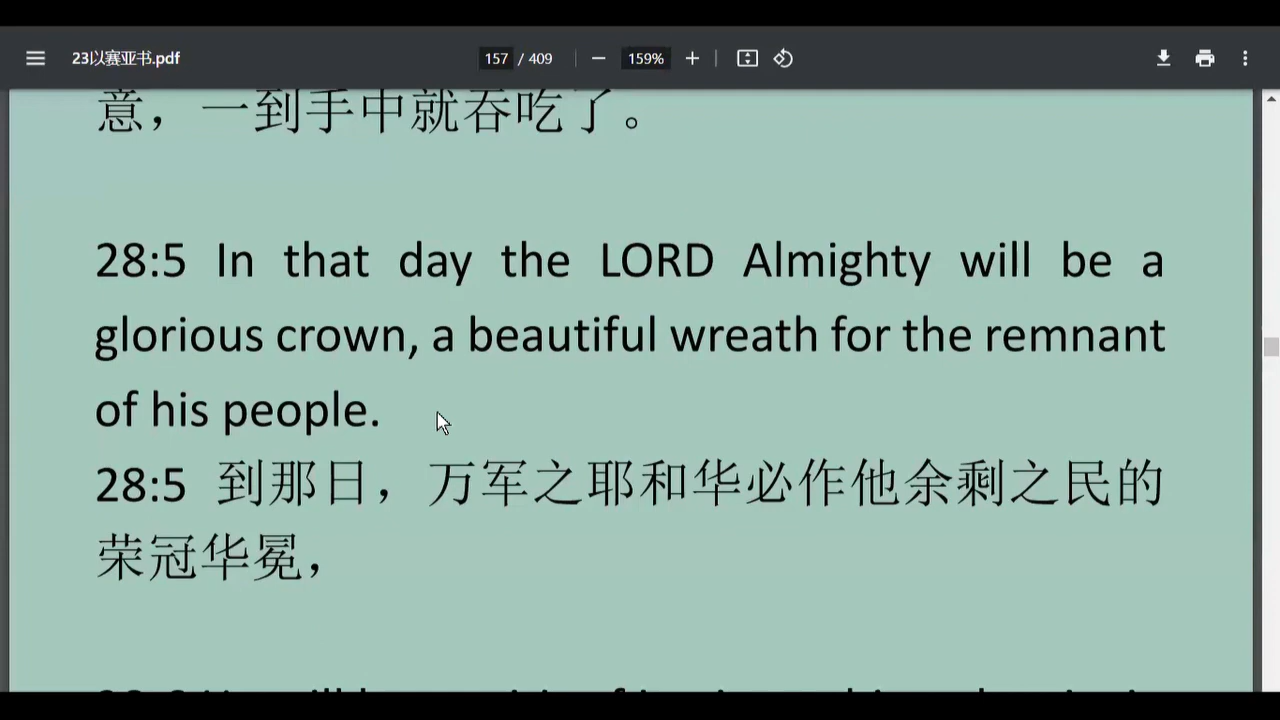 23以赛亚书.pdf
157 / 409
159%
意，一到手中就吞吃了。
28:5 In that day the LORD Almighty will be a
glorious crown, a beautiful wreath for the remnant
of his people.
28:5 到那日，万军之耶和华必作他余剩之民的
荣冠华冕，